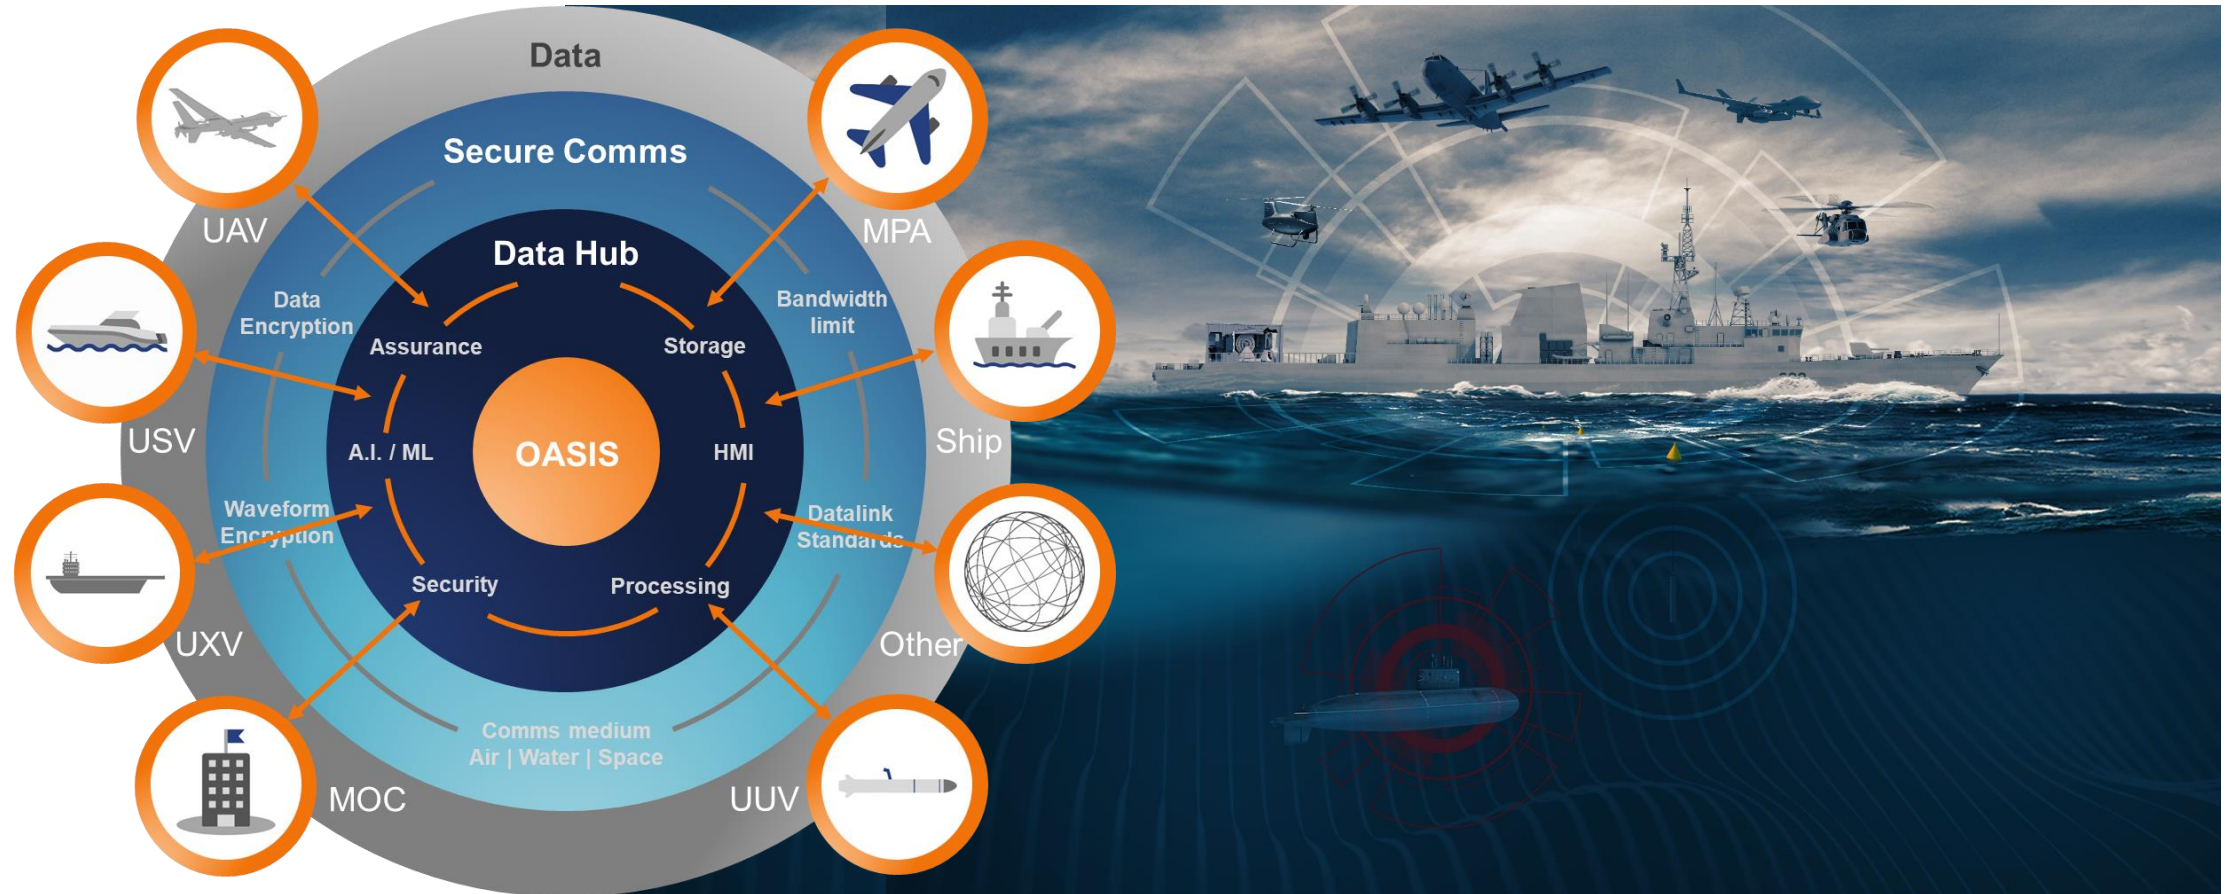 Data
Secure Comms
Data Hub
UAV
MPA
Data
Encryption
Bandwidth
limit
Assurance
Storage
USV
A.I. / ML
OASIS
HMI
Ship
Waveform
Encryption
Datalink
Standards
Security
Processing
UXV
Other
Comms medium
Air | Water | Space
MOC
UUV